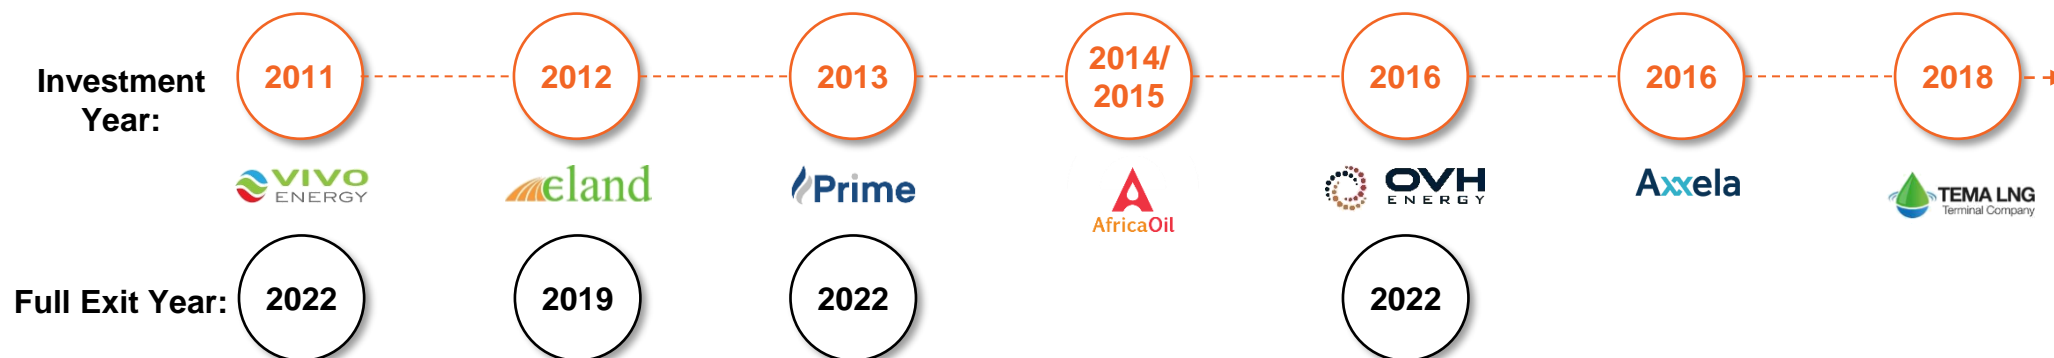 Investment
Year:
2011
2012
2013
2014/
2015
2016
2016
2018
VIVO
ENERGY
eland
Prime
AfricaOil
OVH
ENERGY
Axxela
TEMA LNG
Terminal Company
Full Exit Year:
2022
2019
2022
2022